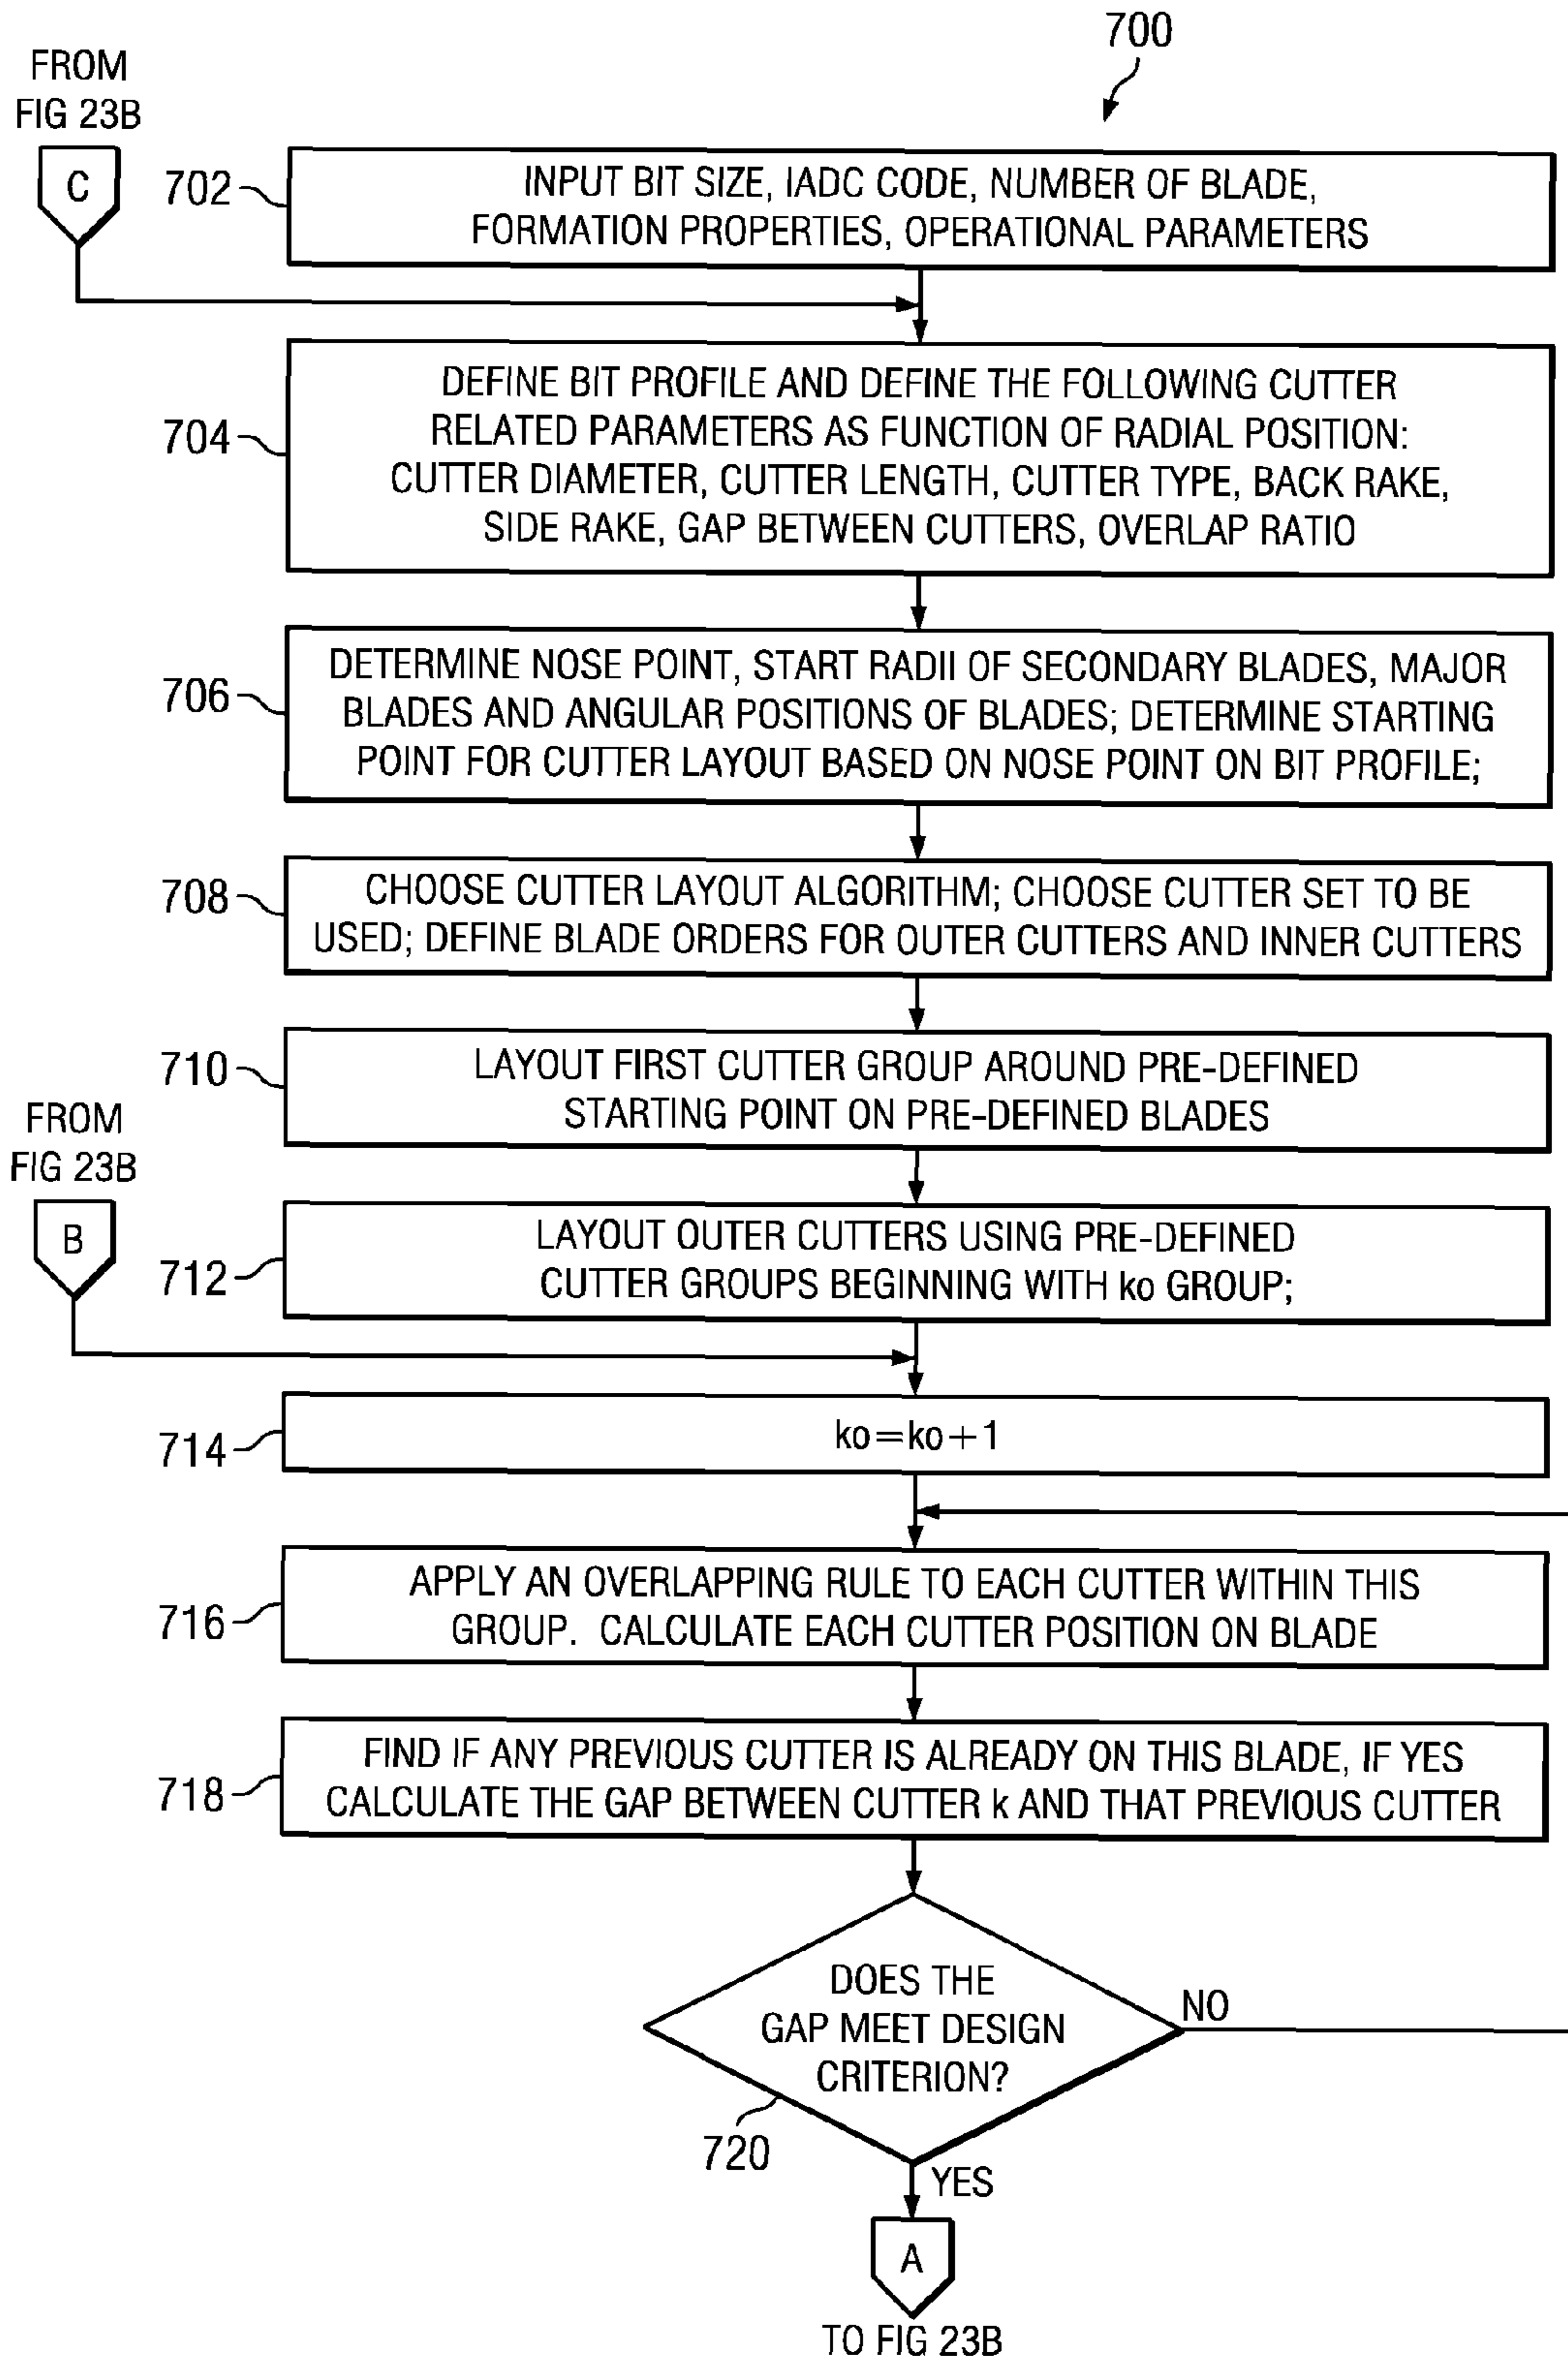 700
FROM
FIG 23B
C
702
INPUT BIT SIZE, IADC CODE, NUMBER OF BLADE,
FORMATION PROPERTIES, OPERATIONAL PARAMETERS
704
DEFINE BIT PROFILE AND DEFINE THE FOLLOWING CUTTER
RELATED PARAMETERS AS FUNCTION OF RADIAL POSITION:
CUTTER DIAMETER, CUTTER LENGTH, CUTTER TYPE, BACK RAKE,
SIDE RAKE, GAP BETWEEN CUTTERS, OVERLAP RATIO
706
DETERMINE NOSE POINT, START RADII OF SECONDARY BLADES, MAJOR
BLADES AND ANGULAR POSITIONS OF BLADES; DETERMINE STARTING
POINT FOR CUTTER LAYOUT BASED ON NOSE POINT ON BIT PROFILE;
708
CHOOSE CUTTER LAYOUT ALGORITHM; CHOOSE CUTTER SET TO BE
USED; DEFINE BLADE ORDERS FOR OUTER CUTTERS AND INNER CUTTERS
710
LAYOUT FIRST CUTTER GROUP AROUND PRE-DEFINED
STARTING POINT ON PRE-DEFINED BLADES
FROM
FIG 23B
B
712
LAYOUT OUTER CUTTERS USING PRE-DEFINED
CUTTER GROUPS BEGINNING WITH ko GROUP;
714
ko=ko+1
716
APPLY AN OVERLAPPING RULE TO EACH CUTTER WITHIN THIS
GROUP. CALCULATE EACH CUTTER POSITION ON BLADE
718
FIND IF ANY PREVIOUS CUTTER IS ALREADY ON THIS BLADE, IF YES
CALCULATE THE GAP BETWEEN CUTTER k AND THAT PREVIOUS CUTTER
DOES THE
GAP MEET DESIGN
CRITERION?
NO
720
YES
A
TO FIG 23B